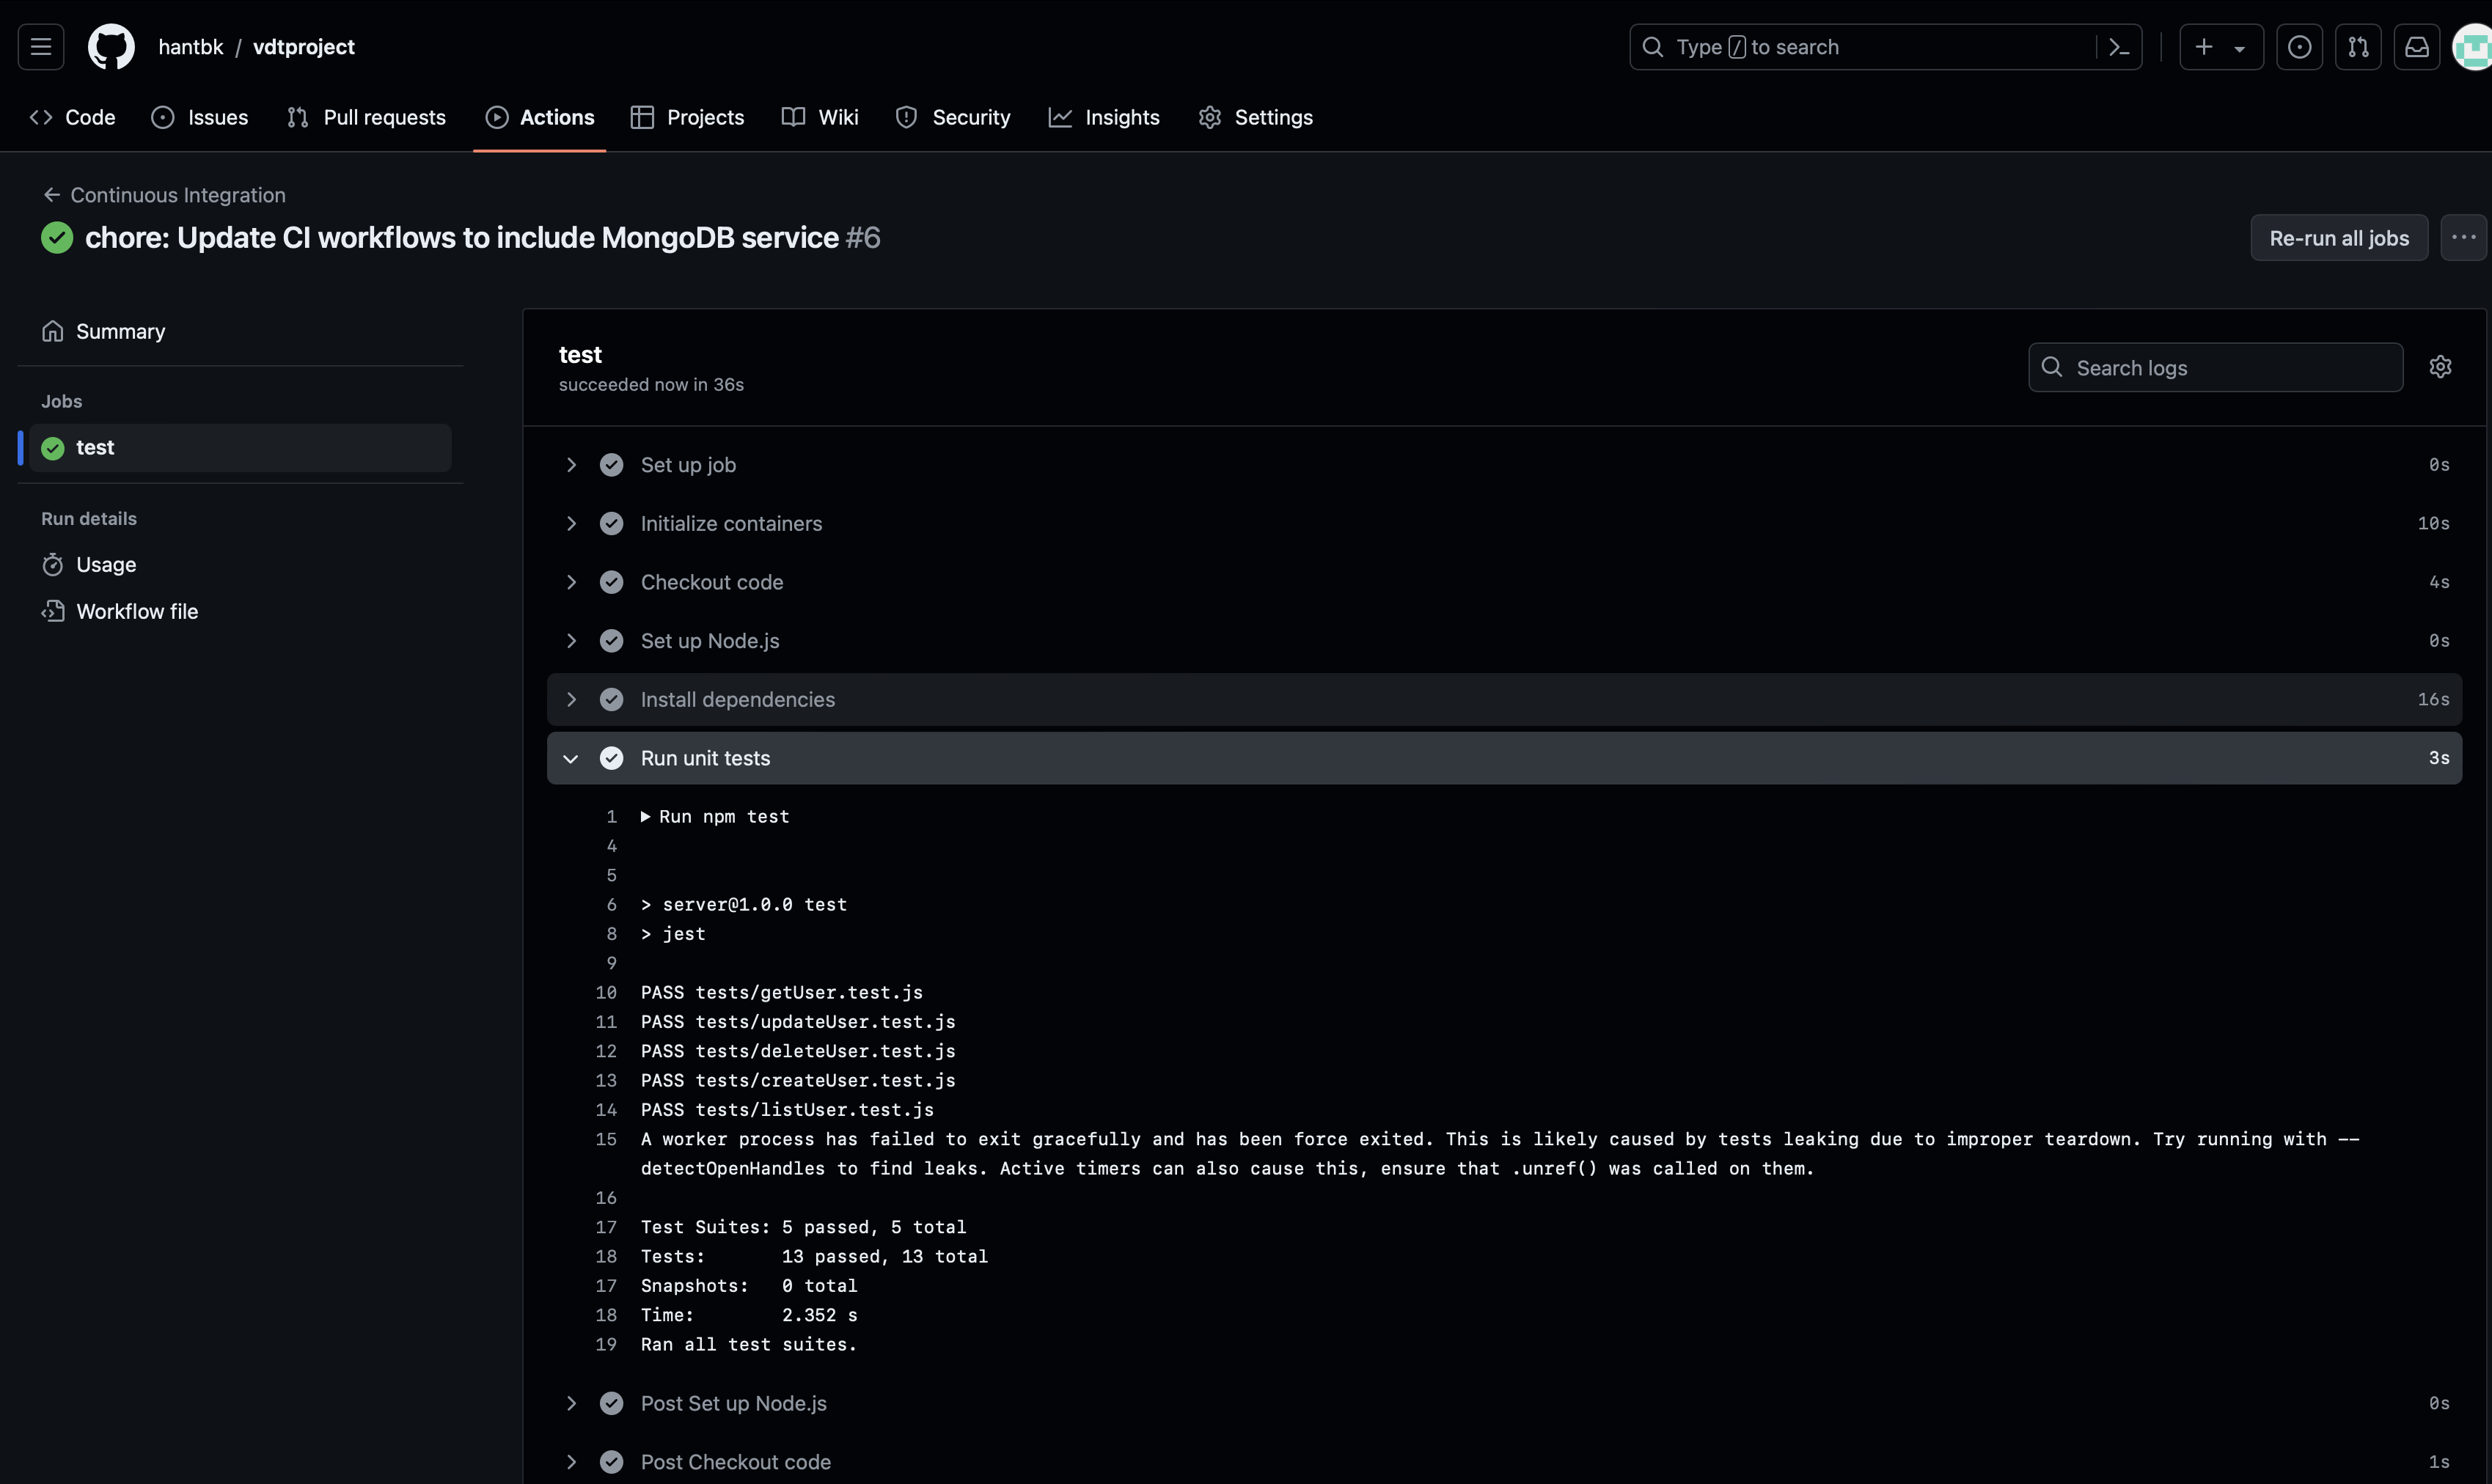 hantbk / vdtproject
Type / to search
Code
Issues
Pull requests
Actions
Projects
Wiki
Security
Insights
Settings
Continuous Integration
chore: Update CI workflows to include MongoDB service #6
Re-run all jobs
Summary
Jobs
test
Run details
Usage
Workflow file
test
succeeded now in 36s
Search logs
Set up job 0s
Initialize containers 10s
Checkout code 4s
Set up Node.js 0s
Install dependencies 16s
Run unit tests 3s
1 Run npm test
4
5
6 > server@1.0.0 test
8 > jest
9
10 PASS tests/getUser.test.js
11 PASS tests/updateUser.test.js
12 PASS tests/deleteUser.test.js
13 PASS tests/createUser.test.js
14 PASS tests/listUser.test.js
15 A worker process has failed to exit gracefully and has been force exited. This is likely caused by tests leaking due to improper teardown. Try running with --
detectOpenHandles to find leaks. Active timers can also cause this, ensure that .unref() was called on them.
16
17 Test Suites: 5 passed, 5 total
18 Tests: 13 passed, 13 total
17 Snapshots: 0 total
18 Time: 2.352 s
19 Ran all test suites.
Post Set up Node.js 0s
Post Checkout code 1s